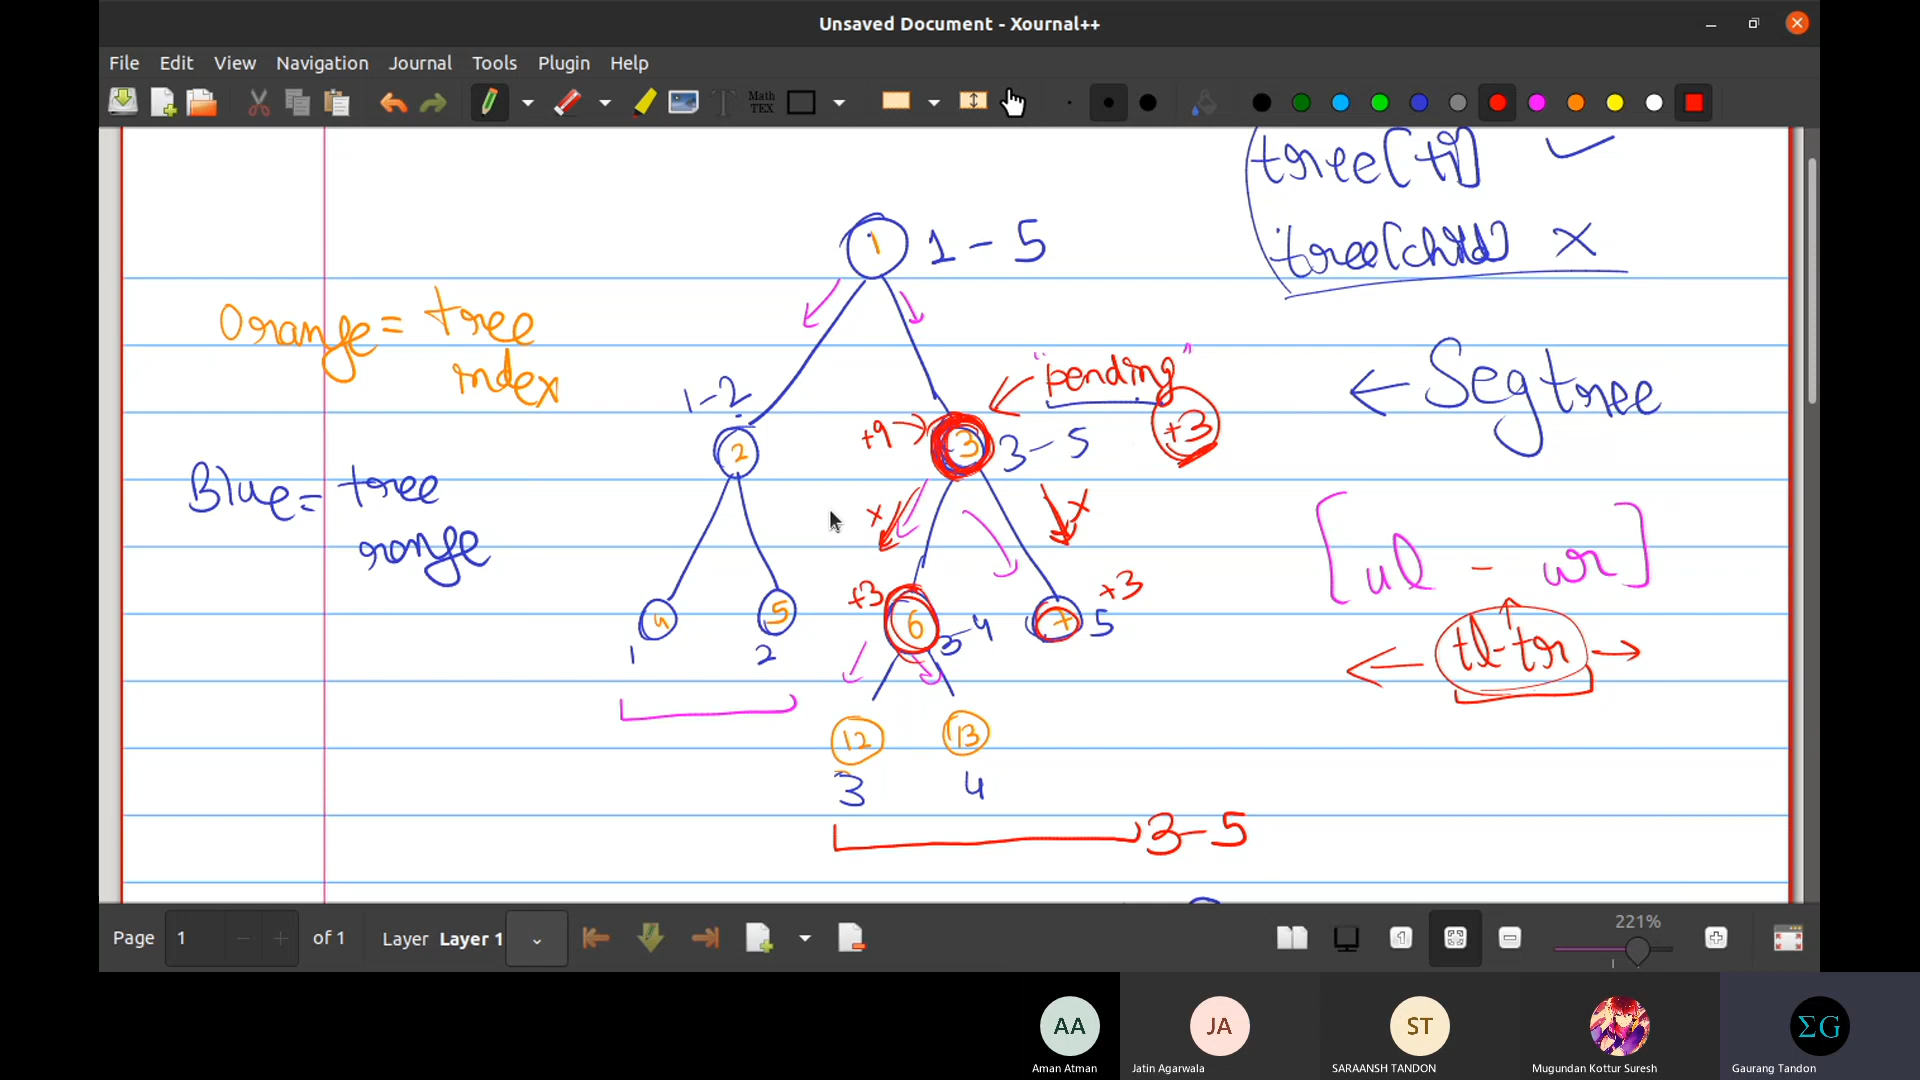 Unsaved Document - Xournal++
File Edit View Navigation Journal Tools Plugin Help
Math
TEX
tree[ti]
tree[child] x
1 1 - 5
Orange = tree
index
"pending"
← Segtree
1-2
+9 3 3 - 5 +3
2
Blue = tree
range
x x
[ul - ur]
+3 +3
4 5 6 3-4 7 5
1 2
tl-tr
12 13
3 4
3-5
Page 1 of 1 Layer Layer 1 221%
AA JA ST ΣG
Aman Atman Jatin Agarwala SARAANSH TANDON Mugundan Kottur Suresh Gaurang Tandon